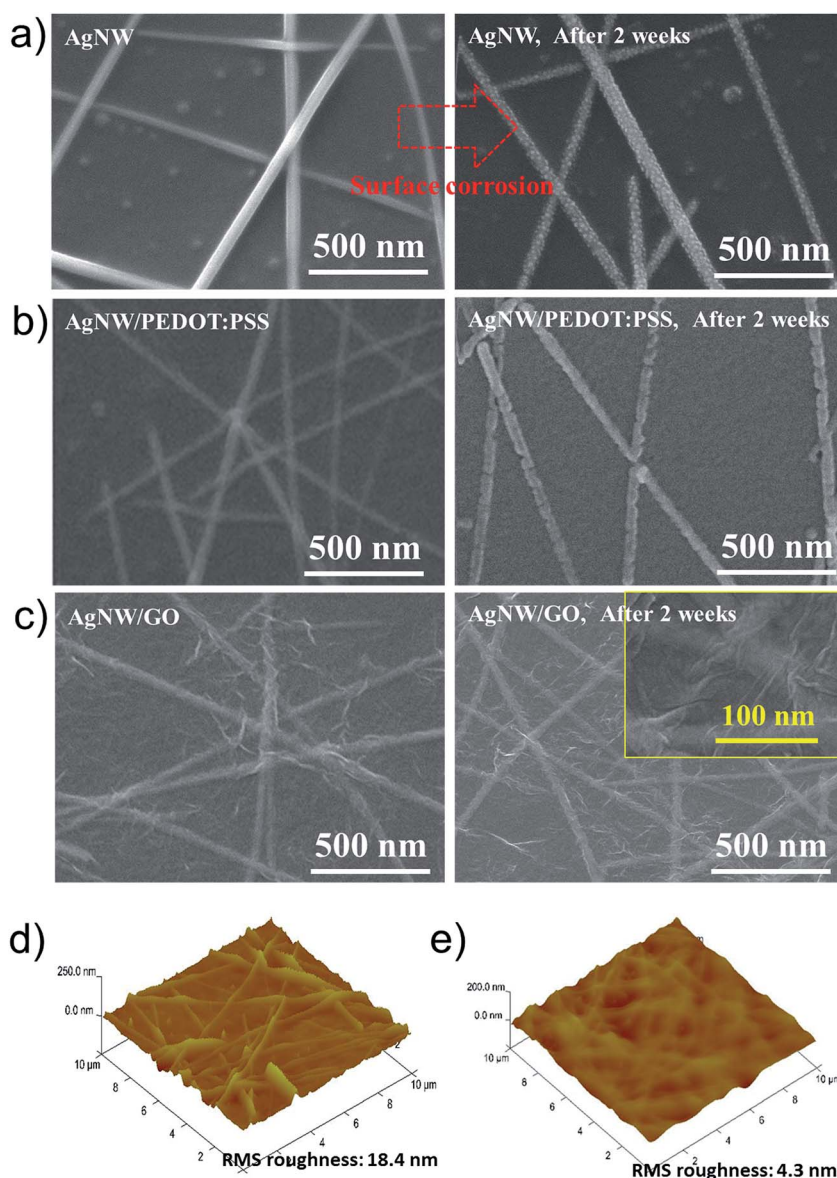 a)
AgNW
AgNW, After 2 weeks
Surface corrosion
500 nm
500 nm
b)
AgNW/PEDOT:PSS
AgNW/PEDOT:PSS, After 2 weeks
500 nm
500 nm
c)
AgNW/GO
AgNW/GO, After 2 weeks
100 nm
500 nm
500 nm
d)
250.0 nm
0.0 nm
10 µm
8
6
4
2
2
4
6
8
10 µm
RMS roughness: 18.4 nm
e)
200.0 nm
0.0 nm
10 µm
8
6
4
2
2
4
6
8
10 µm
RMS roughness: 4.3 nm